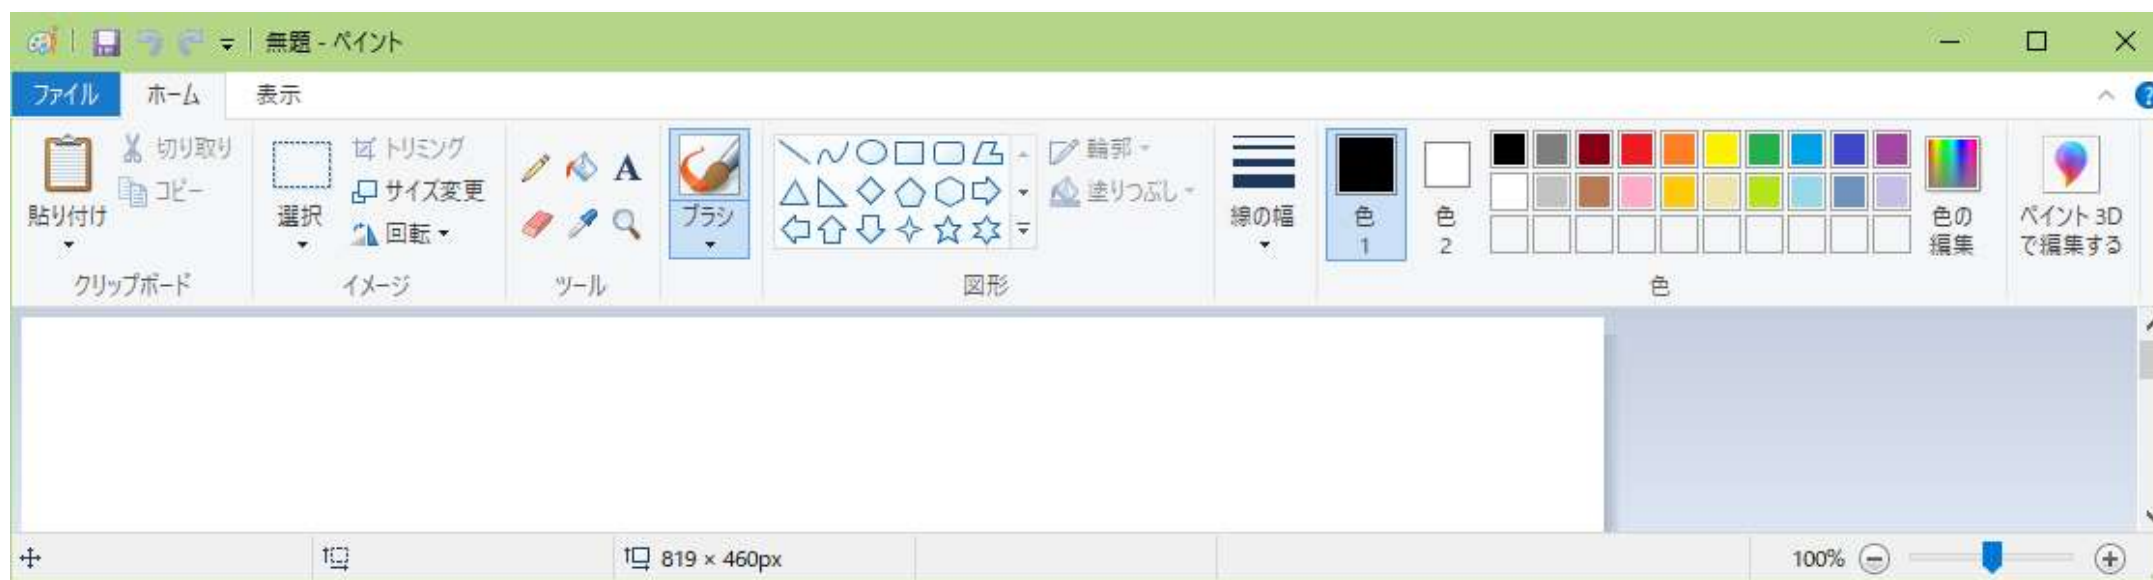 無題 - ペイント
ファイル ホーム 表示
貼り付け
切り取り
コピー
クリップボード
選択
トリミング
サイズ変更
回転
イメージ
A
ツール
ブラシ
輪郭
塗りつぶし
図形
線の幅
色
1
色
2
色の
編集
色
ペイント 3D
で編集する
819 × 460px
100%